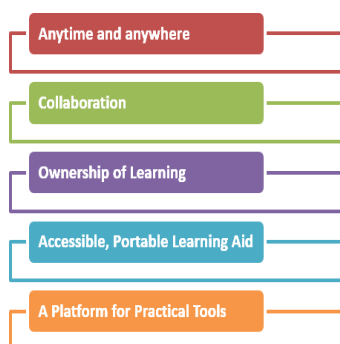 Anytime and anywhere
Collaboration
Ownership of Learning
Accessible, Portable Learning Aid
A Platform for Practical Tools